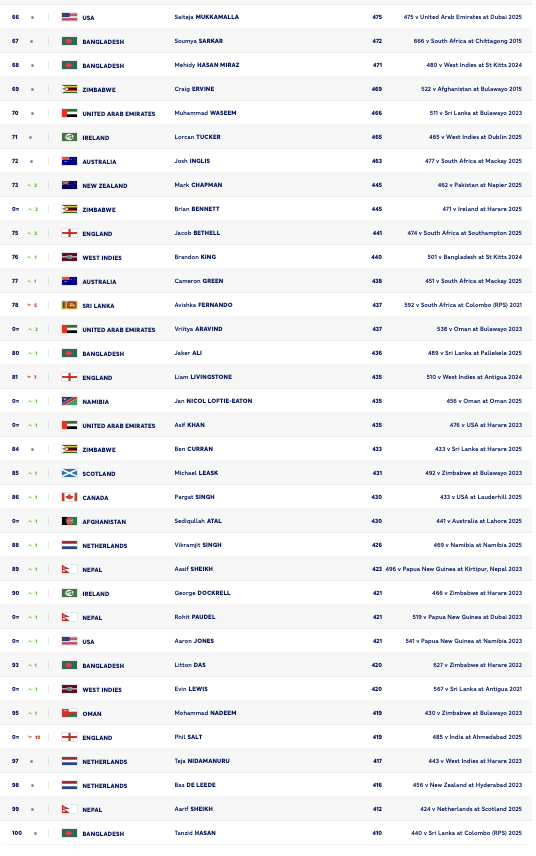 66 USA Saiteja MUKKAMALLA 475 475 v United Arab Emirates at Dubai 2025
67 BANGLADESH Soumya SARKAR 472 666 v South Africa at Chittagong 2015
68 BANGLADESH Mehidy HASAN MIRAZ 471 480 v West Indies at St Kitts 2024
69 ZIMBABWE Craig ERVINE 469 522 v Afghanistan at Bulawayo 2015
70 UNITED ARAB EMIRATES Muhammad WASEEM 466 511 v Sri Lanka at Bulawayo 2023
71 IRELAND Lorcan TUCKER 465 465 v West Indies at Dublin 2025
72 AUSTRALIA Josh INGLIS 463 477 v South Africa at Mackay 2025
73 2 NEW ZEALAND Mark CHAPMAN 445 462 v Pakistan at Napier 2025
0= 2 ZIMBABWE Brian BENNETT 445 471 v Ireland at Harare 2025
75 2 ENGLAND Jacob BETHELL 441 474 v South Africa at Southampton 2025
76 1 WEST INDIES Brandon KING 440 501 v Bangladesh at St Kitts 2024
77 1 AUSTRALIA Cameron GREEN 438 451 v South Africa at Mackay 2025
78 5 SRI LANKA Avishka FERNANDO 437 592 v South Africa at Colombo (RPS) 2021
0= 2 UNITED ARAB EMIRATES Vriitya ARAVIND 437 538 v Oman at Bulawayo 2023
80 1 BANGLADESH Jaker ALI 436 489 v Sri Lanka at Pallekele 2025
81 7 ENGLAND Liam LIVINGSTONE 435 510 v West Indies at Antigua 2024
0= 1 NAMIBIA Jan NICOL LOFTIE-EATON 435 456 v Oman at Oman 2025
0= 1 UNITED ARAB EMIRATES Asif KHAN 435 476 v USA at Harare 2023
84 ZIMBABWE Ben CURRAN 433 433 v Sri Lanka at Harare 2025
85 1 SCOTLAND Michael LEASK 431 492 v Zimbabwe at Bulawayo 2023
86 1 CANADA Pargat SINGH 430 433 v USA at Lauderhill 2025
0= 1 AFGHANISTAN Sediqullah ATAL 430 441 v Australia at Lahore 2025
88 1 NETHERLANDS Vikramjit SINGH 426 469 v Namibia at Namibia 2025
89 1 NEPAL Aasif SHEIKH 423 496 v Papua New Guinea at Kirtipur, Nepal 2023
90 1 IRELAND George DOCKRELL 421 466 v Zimbabwe at Harare 2023
0= 1 NEPAL Rohit PAUDEL 421 519 v Papua New Guinea at Dubai 2023
0= 1 USA Aaron JONES 421 541 v Papua New Guinea at Namibia 2023
93 1 BANGLADESH Litton DAS 420 627 v Zimbabwe at Harare 2022
0= 1 WEST INDIES Evin LEWIS 420 567 v Sri Lanka at Antigua 2021
95 1 OMAN Mohammad NADEEM 419 430 v Zimbabwe at Bulawayo 2023
0= 10 ENGLAND Phil SALT 419 485 v India at Ahmedabad 2025
97 NETHERLANDS Teja NIDAMANURU 417 443 v West Indies at Harare 2023
98 NETHERLANDS Bas DE LEEDE 416 456 v New Zealand at Hyderabad 2023
99 NEPAL Aarif SHEIKH 412 424 v Netherlands at Scotland 2025
100 BANGLADESH Tanzid HASAN 410 440 v Sri Lanka at Colombo (RPS) 2025